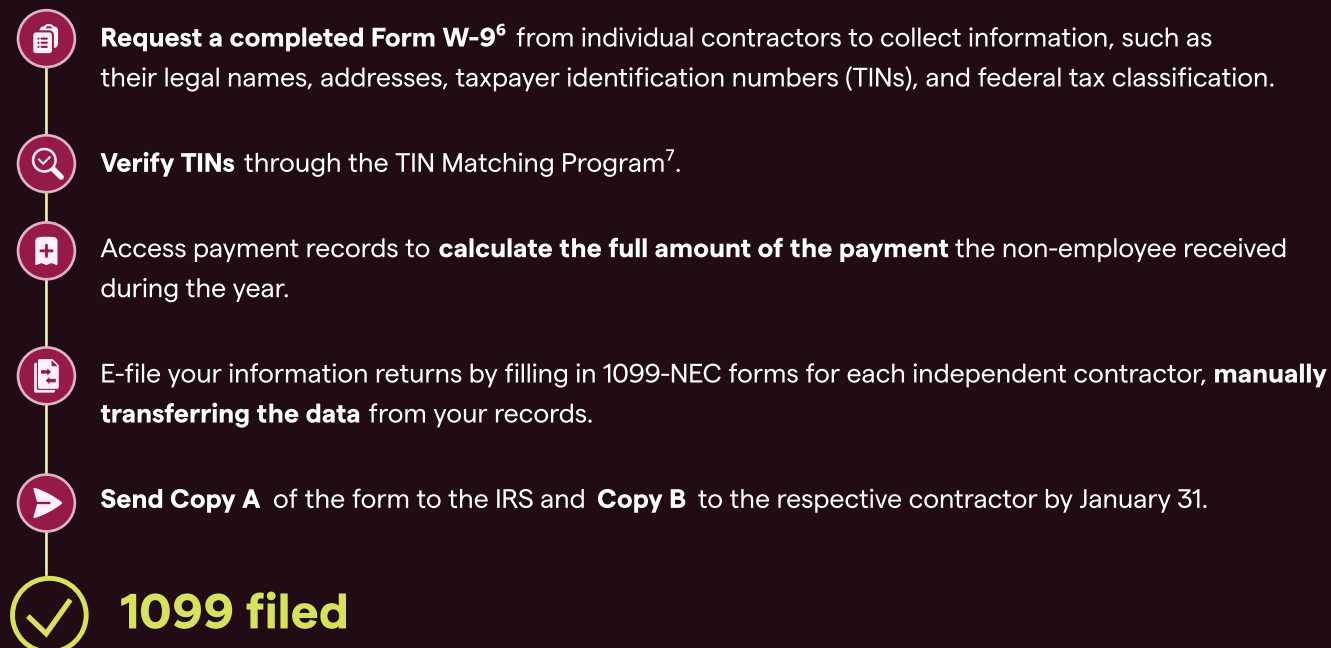 Request a completed Form W-9⁶ from individual contractors to collect information, such as
their legal names, addresses, taxpayer identification numbers (TINs), and federal tax classification.
Verify TINs through the TIN Matching Program⁷.
Access payment records to calculate the full amount of the payment the non-employee received
during the year.
E-file your information returns by filling in 1099-NEC forms for each independent contractor, manually
transferring the data from your records.
Send Copy A of the form to the IRS and Copy B to the respective contractor by January 31.
1099 filed